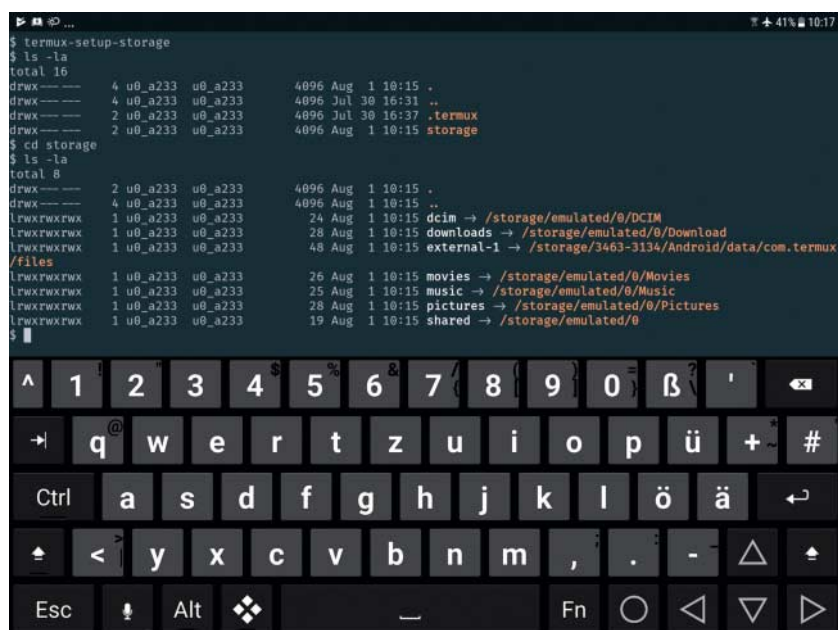 ... 41% 10:17
$ termux-setup-storage
$ ls -la
total 16
drwx------ 4 u0_a233 u0_a233 4096 Aug 1 10:15 .
drwx------ 4 u0_a233 u0_a233 4096 Jul 30 16:31 ..
drwx------ 2 u0_a233 u0_a233 4096 Jul 30 16:37 .termux
drwx------ 2 u0_a233 u0_a233 4096 Aug 1 10:15 storage
$ cd storage
$ ls -la
total 8
drwx------ 2 u0_a233 u0_a233 4096 Aug 1 10:15 .
drwx------ 4 u0_a233 u0_a233 4096 Aug 1 10:15 ..
lrwxrwxrwx 1 u0_a233 u0_a233 24 Aug 1 10:15 dcim → /storage/emulated/0/DCIM
lrwxrwxrwx 1 u0_a233 u0_a233 28 Aug 1 10:15 downloads → /storage/emulated/0/Download
lrwxrwxrwx 1 u0_a233 u0_a233 48 Aug 1 10:15 external-1 → /storage/3463-3134/Android/data/com.termux
/files
lrwxrwxrwx 1 u0_a233 u0_a233 26 Aug 1 10:15 movies → /storage/emulated/0/Movies
lrwxrwxrwx 1 u0_a233 u0_a233 25 Aug 1 10:15 music → /storage/emulated/0/Music
lrwxrwxrwx 1 u0_a233 u0_a233 28 Aug 1 10:15 pictures → /storage/emulated/0/Pictures
lrwxrwxrwx 1 u0_a233 u0_a233 19 Aug 1 10:15 shared → /storage/emulated/0
$
^ 1 ! 2 " 3 4 $ 5 % 6 & 7 / { 8 ( [ 9 ) ] 0 = } ß ? \ '
q @ w e r t z u i o p ü + * ~ #
Ctrl a s d f g h j k l ö ä
< > | y x c v b n m , ; . : - _
Esc Alt Fn